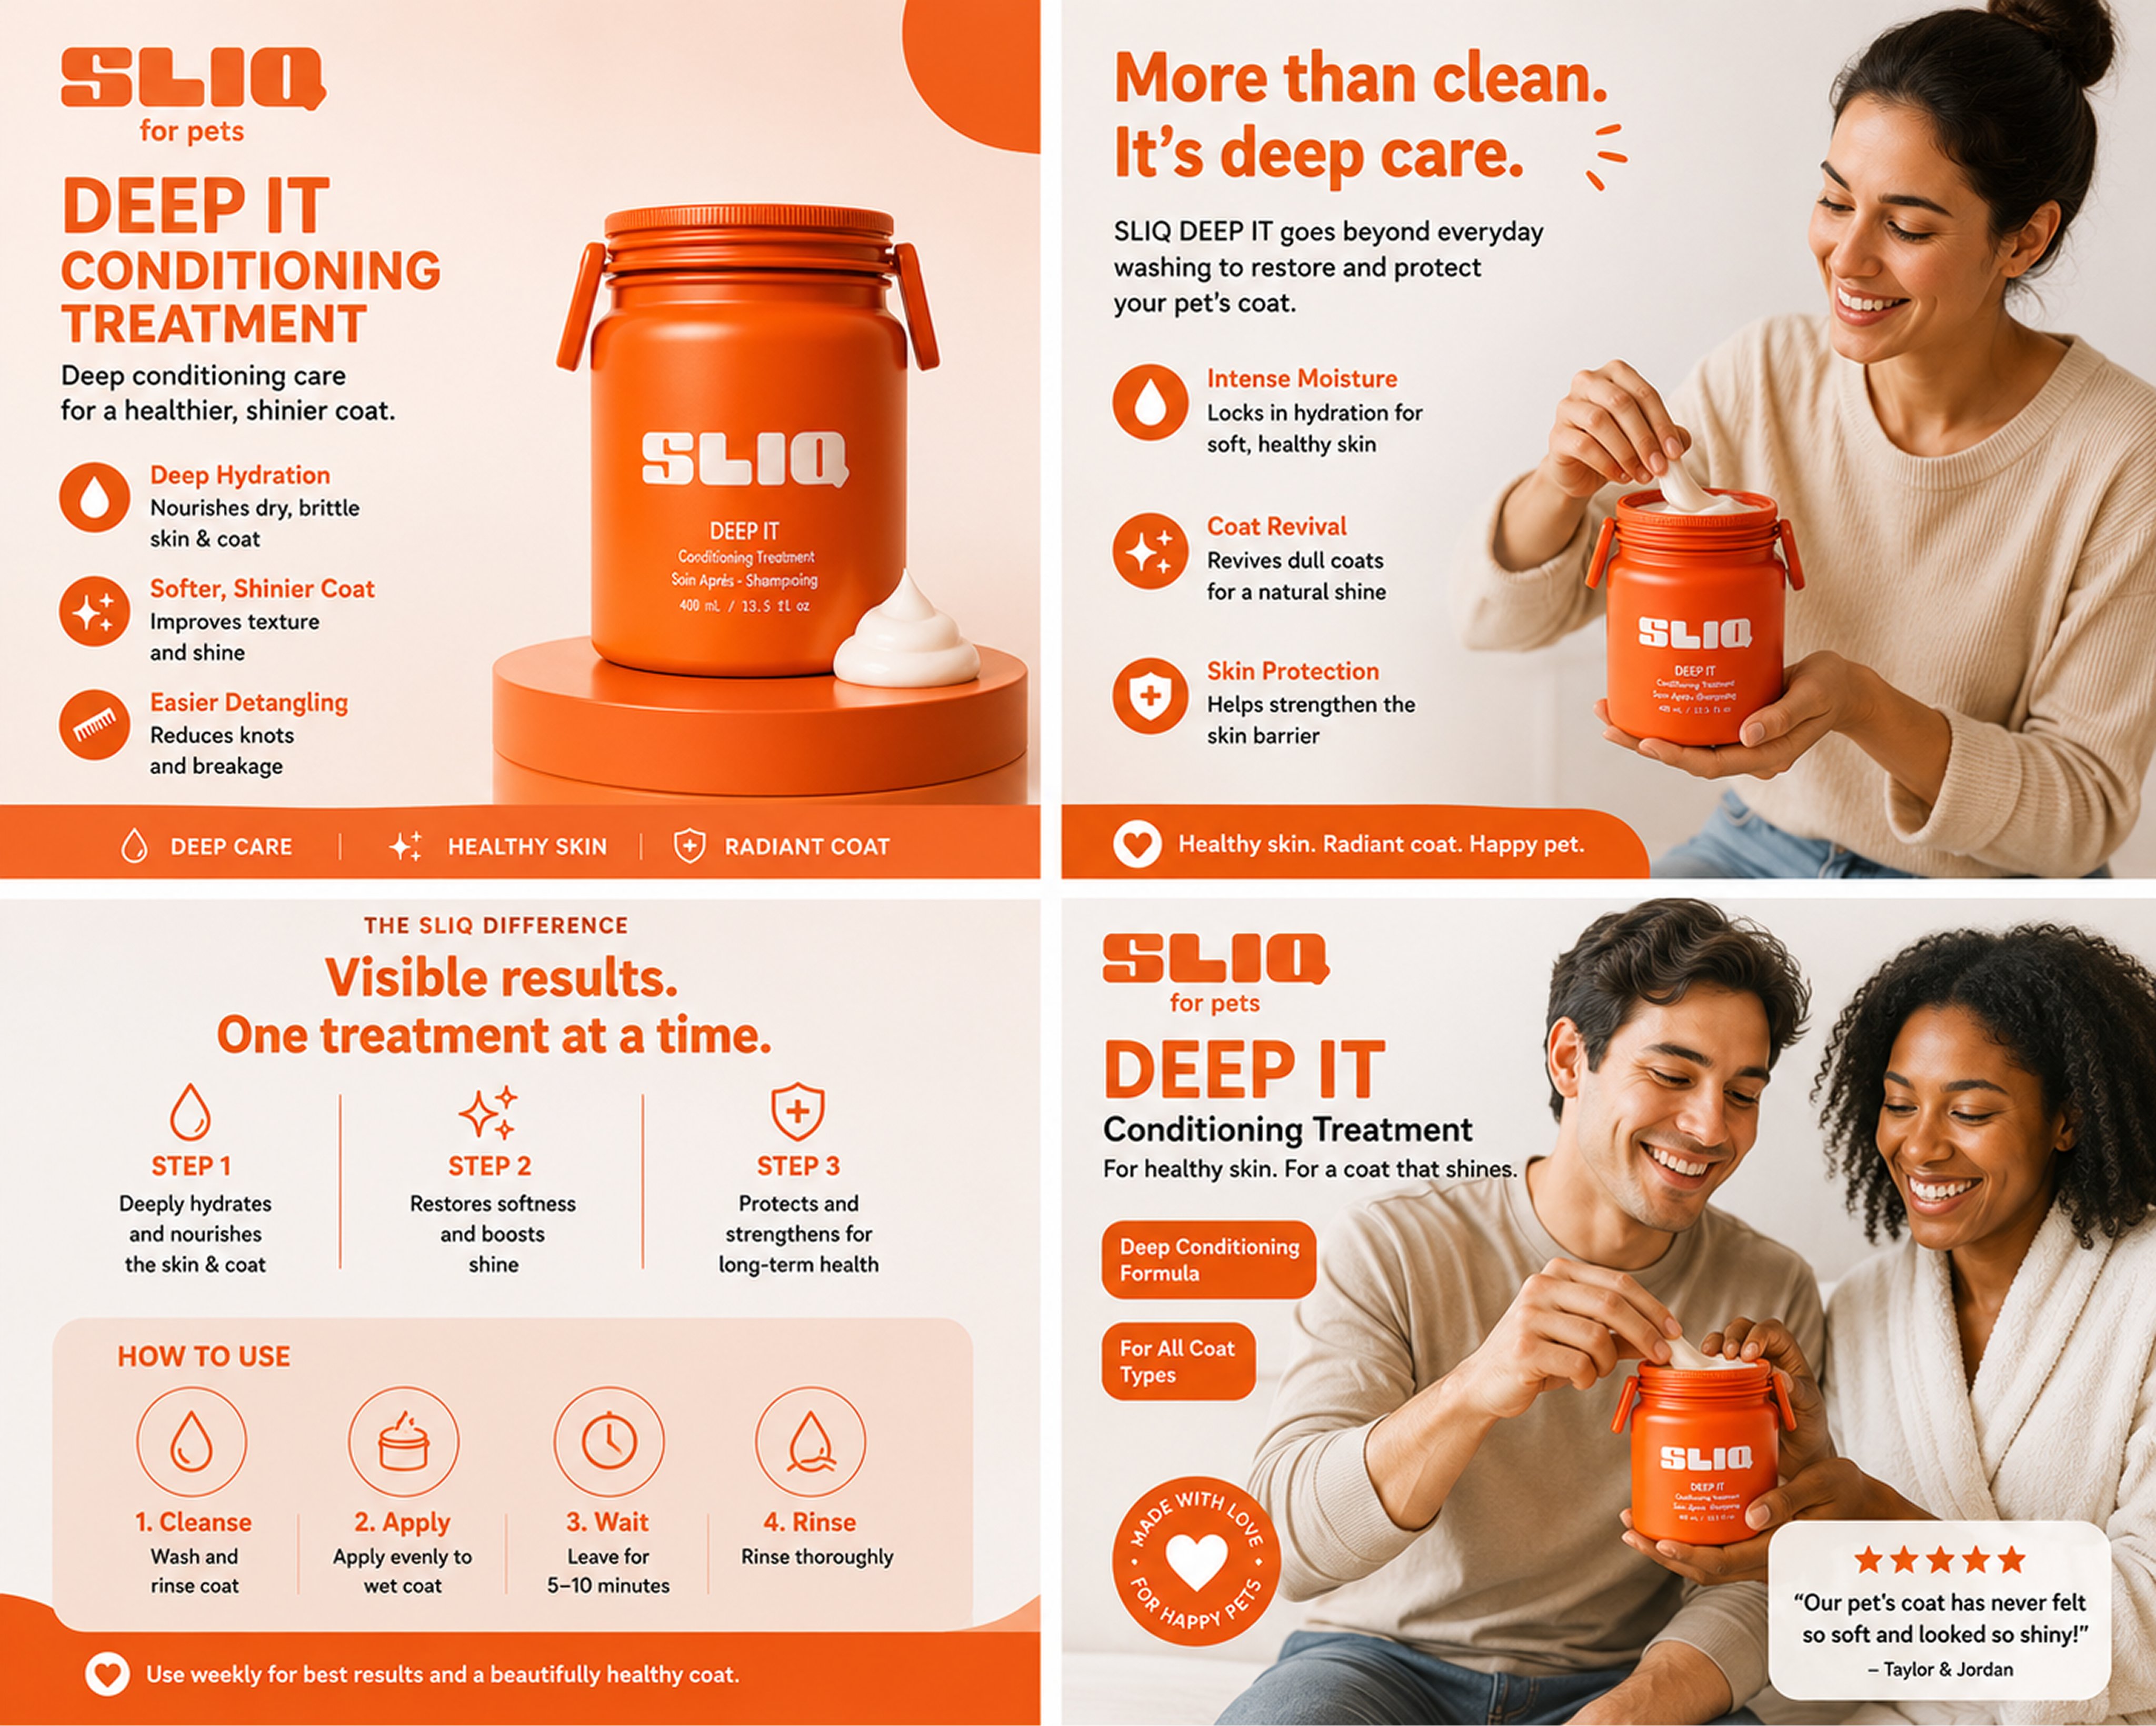 SLIQ
for pets
DEEP IT
CONDITIONING
TREATMENT
Deep conditioning care
for a healthier, shinier coat.
Deep Hydration
Nourishes dry, brittle
skin & coat
Softer, Shinier Coat
Improves texture
and shine
Easier Detangling
Reduces knots
and breakage
SLIQ
DEEP IT
Conditioning Treatment
Soin Après - Shampoing
400 mL / 13.5 fl oz
DEEP CARE
HEALTHY SKIN
RADIANT COAT
More than clean.
It's deep care.
SLIQ DEEP IT goes beyond everyday
washing to restore and protect
your pet's coat.
Intense Moisture
Locks in hydration for
soft, healthy skin
Coat Revival
Revives dull coats
for a natural shine
Skin Protection
Helps strengthen the
skin barrier
SLIQ
DEEP IT
Conditioning Treatment
Healthy skin. Radiant coat. Happy pet.
THE SLIQ DIFFERENCE
Visible results.
One treatment at a time.
STEP 1
Deeply hydrates
and nourishes
the skin & coat
STEP 2
Restores softness
and boosts
shine
STEP 3
Protects and
strengthens for
long-term health
HOW TO USE
1. Cleanse
Wash and
rinse coat
2. Apply
Apply evenly to
wet coat
3. Wait
Leave for
5–10 minutes
4. Rinse
Rinse thoroughly
Use weekly for best results and a beautifully healthy coat.
SLIQ
for pets
DEEP IT
Conditioning Treatment
For healthy skin. For a coat that shines.
Deep Conditioning
Formula
For All Coat
Types
MADE WITH LOVE
FOR HAPPY PETS
SLIQ
DEEP IT
"Our pet's coat has never felt
so soft and looked so shiny!"
– Taylor & Jordan